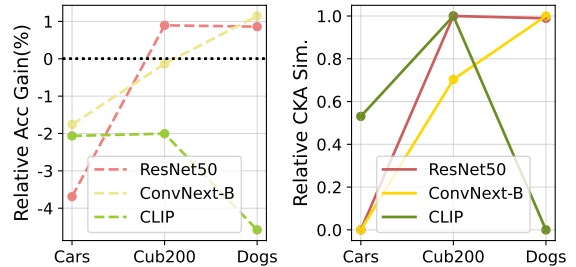 Relative Acc Gain(%)
1
0
-1
-2
-3
-4
ResNet50
ConvNext-B
CLIP
Cars
Cub200
Dogs
Relative CKA Sim.
1.0
0.8
0.6
0.4
0.2
0.0
ResNet50
ConvNext-B
CLIP
Cars
Cub200
Dogs